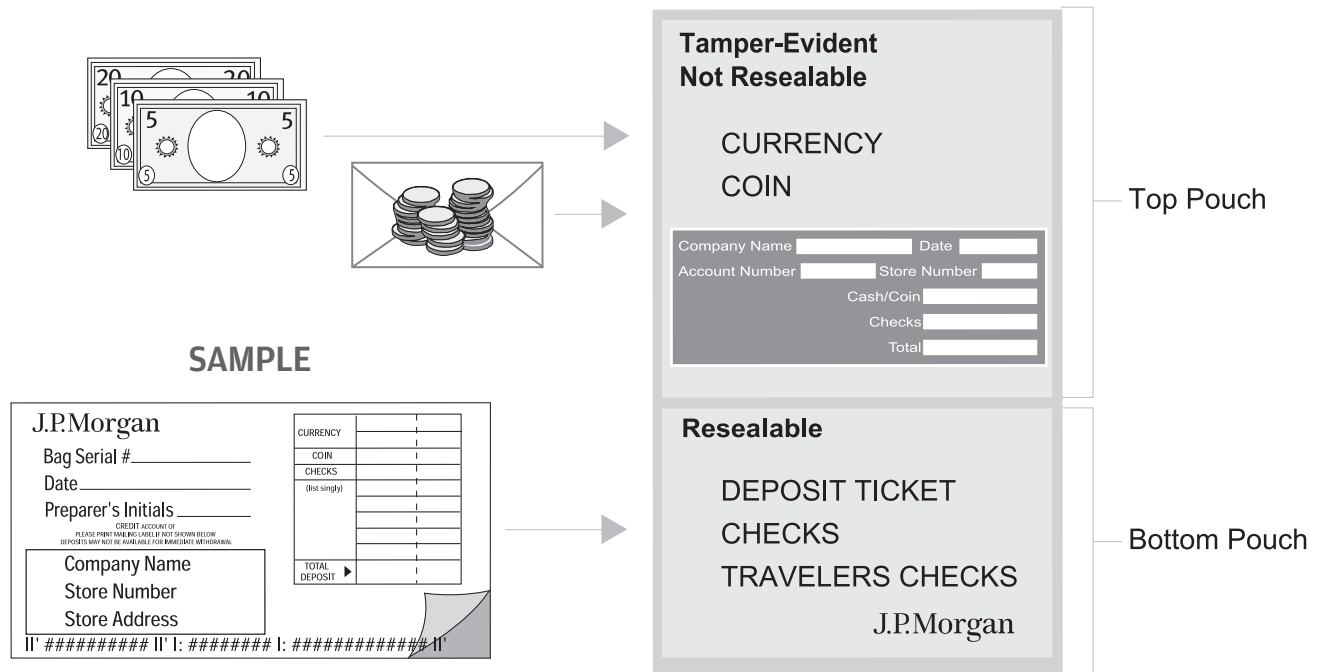 20 20
20
10 10
10
5 5
5 5
Tamper-Evident
Not Resealable
CURRENCY
COIN
Company Name Date
Account Number Store Number
Cash/Coin
Checks
Total
Top Pouch
SAMPLE
J.P.Morgan
Bag Serial #
Date
Preparer's Initials
CREDIT ACCOUNT OF
PLEASE PRINT MAILING LABEL IF NOT SHOWN BELOW
DEPOSITS MAY NOT BE AVAILABLE FOR IMMEDIATE WITHDRAWAL
Company Name
Store Number
Store Address
II' ########## II' I: ######## I: ############# II'
CURRENCY
COIN
CHECKS
(list singly)
TOTAL
DEPOSIT
Resealable
DEPOSIT TICKET
CHECKS
TRAVELERS CHECKS
J.P.Morgan
Bottom Pouch